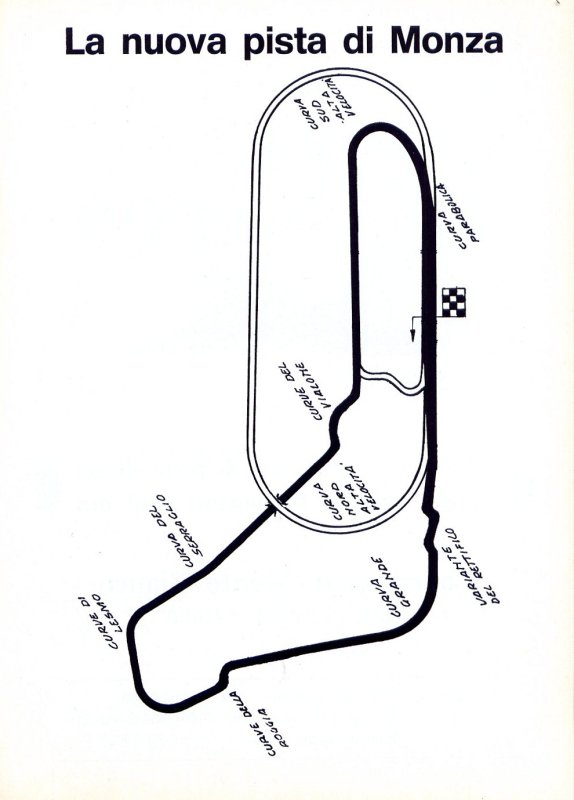 La nuova pista di Monza
CURVA
SUD
ALTA
VELOCITÀ
CURVA
PARABOLICA
CURVE DEL
VIALONE
CURVA
NORD
ALTA
VELOCITÀ
CURVA DEL
SERRAGLIO
CURVA
GRANDE
VARIANTE
DEL RETTIFILO
CURVE DI
LESMO
CURVE DELLA
ROGGIA